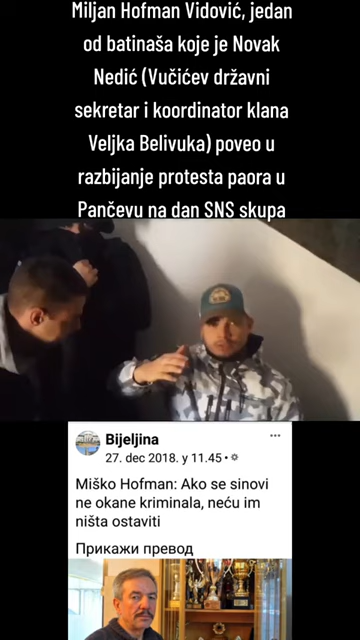 Miljan Hofman Vidović, jedan
od batinaša koje je Novak
Nedić (Vučićev državni
sekretar i koordinator klana
Veljka Belivuka) poveo u
razbijanje protesta paora u
Pančevu na dan SNS skupa
Bijeljina
27. dec 2018. у 11.45
Miško Hofman: Ako se sinovi
ne okane kriminala, neću im
ništa ostaviti
Прикажи превод